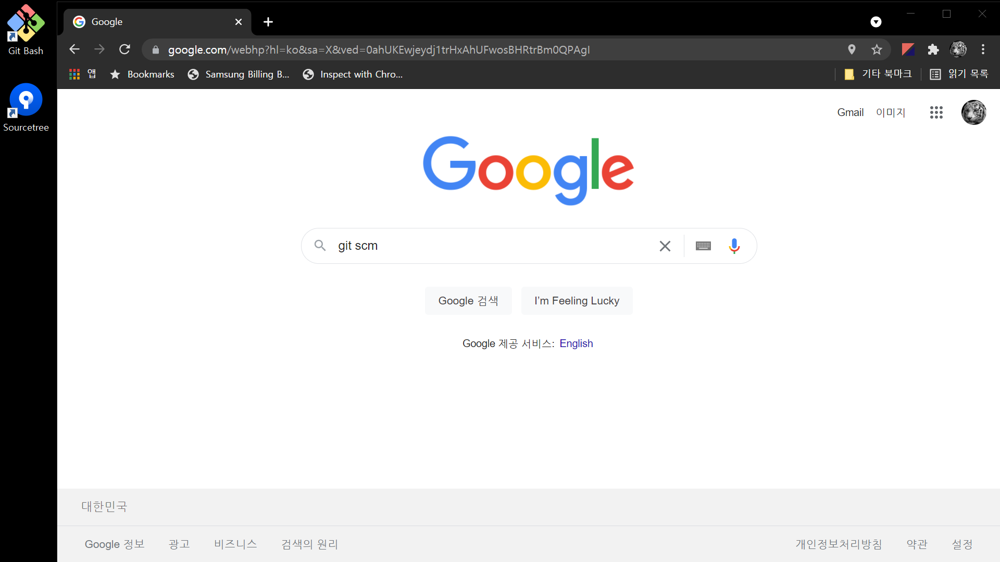 Git Bash
Sourcetree
Google
google.com/webhp?hl=ko&sa=X&ved=0ahUKEwjeydj1trHxAhUFwosBHRtrBm0QPAgI
앱 Bookmarks Samsung Billing B... Inspect with Chro... 기타 북마크 읽기 목록
Gmail 이미지
Google
git scm
Google 검색 I’m Feeling Lucky
Google 제공 서비스: English
대한민국
Google 정보 광고 비즈니스 검색의 원리 개인정보처리방침 약관 설정